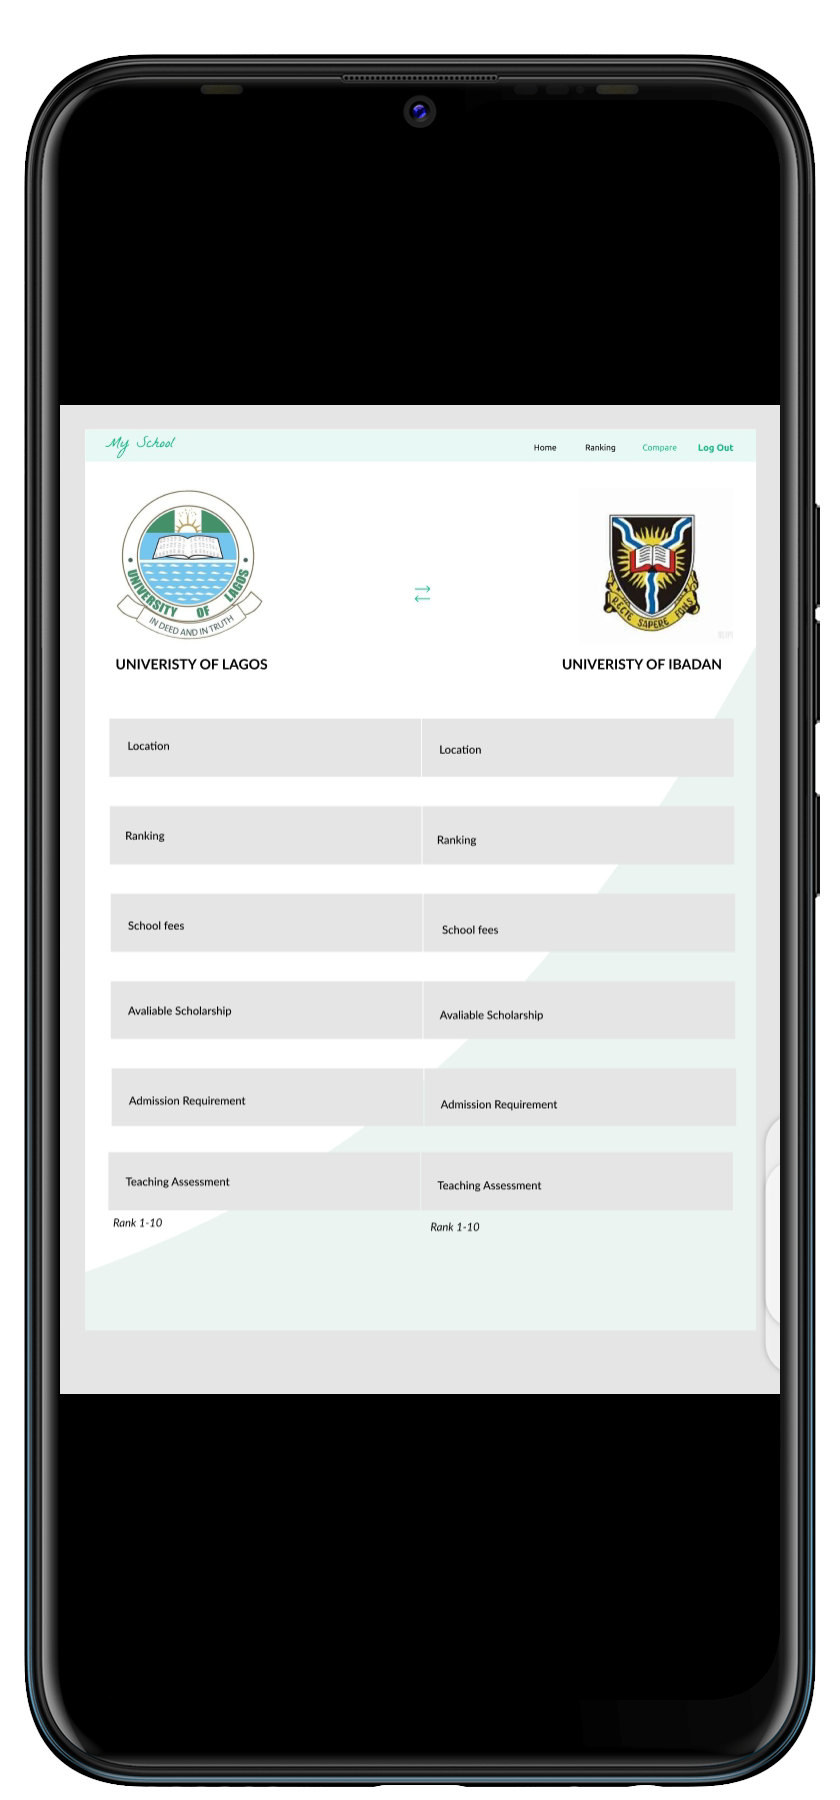 My School
Home Ranking Compare Log Out
UNIVERSITY OF LAGOS
IN DEED AND IN TRUTH
RECTE SAPERE FONS
UNIVERISTY OF LAGOS
UNIVERISTY OF IBADAN
Location
Location
Ranking
Ranking
School fees
School fees
Avaliable Scholarship
Avaliable Scholarship
Admission Requirement
Admission Requirement
Teaching Assessment
Teaching Assessment
Rank 1-10
Rank 1-10